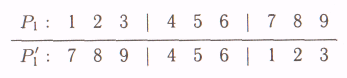 P₁ : 1 2 3 | 4 5 6 | 7 8 9
P₁′ : 7 8 9 | 4 5 6 | 1 2 3